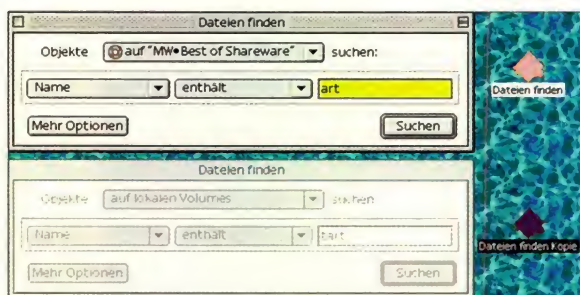 Dateien finden
Objekte auf "MW•Best of Shareware" suchen:
Name enthält art
Mehr Optionen Suchen
Dateien finden
Dateien finden
Objekte auf lokalen Volumes suchen
Name enthält tart
Mehr Optionen Suchen
Dateien finden Kopie